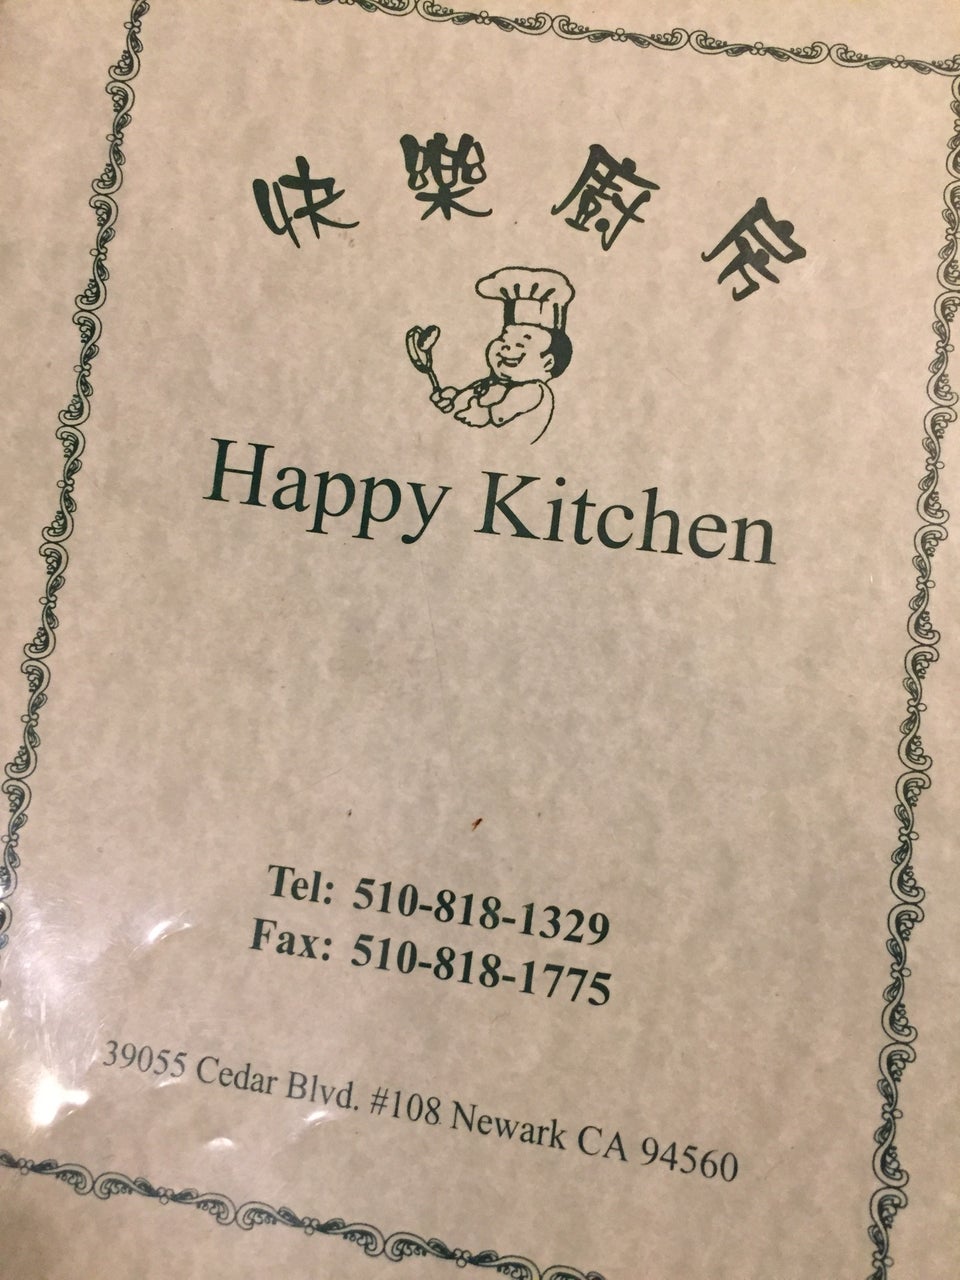 快樂廚房
Happy Kitchen
Tel: 510-818-1329
Fax: 510-818-1775
39055 Cedar Blvd. #108 Newark CA 94560